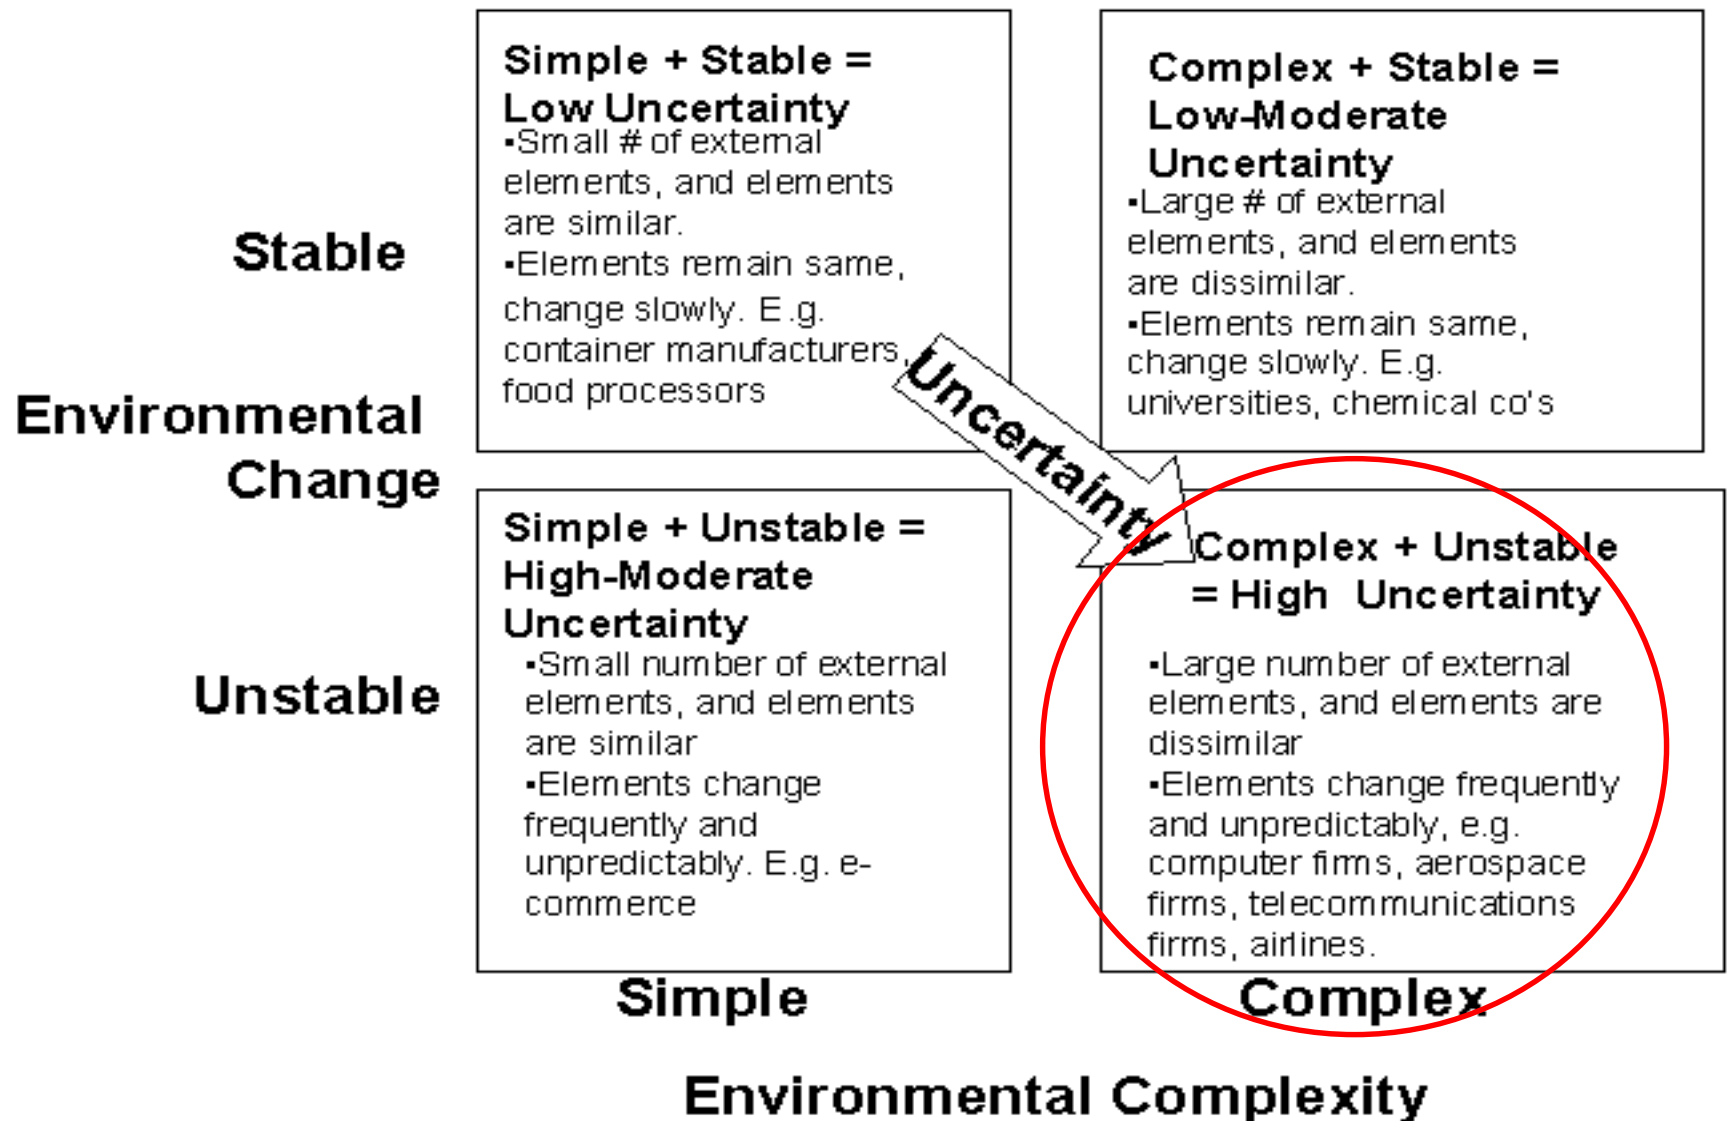 Simple + Stable =
Low Uncertainty
▪Small # of external
elements, and elements
are similar.
▪Elements remain same,
change slowly. E.g.
container manufacturers,
food processors
Complex + Stable =
Low-Moderate
Uncertainty
▪Large # of external
elements, and elements
are dissimilar.
▪Elements remain same,
change slowly. E.g.
universities, chemical co's
Stable
Environmental
Change
Uncertainty
Simple + Unstable =
High-Moderate
Uncertainty
▪Small number of external
elements, and elements
are similar
▪Elements change
frequently and
unpredictably. E.g. e-
commerce
Complex + Unstable
= High Uncertainty
▪Large number of external
elements, and elements are
dissimilar
▪Elements change frequently
and unpredictably, e.g.
computer firms, aerospace
firms, telecommunications
firms, airlines.
Unstable
Simple
Complex
Environmental Complexity